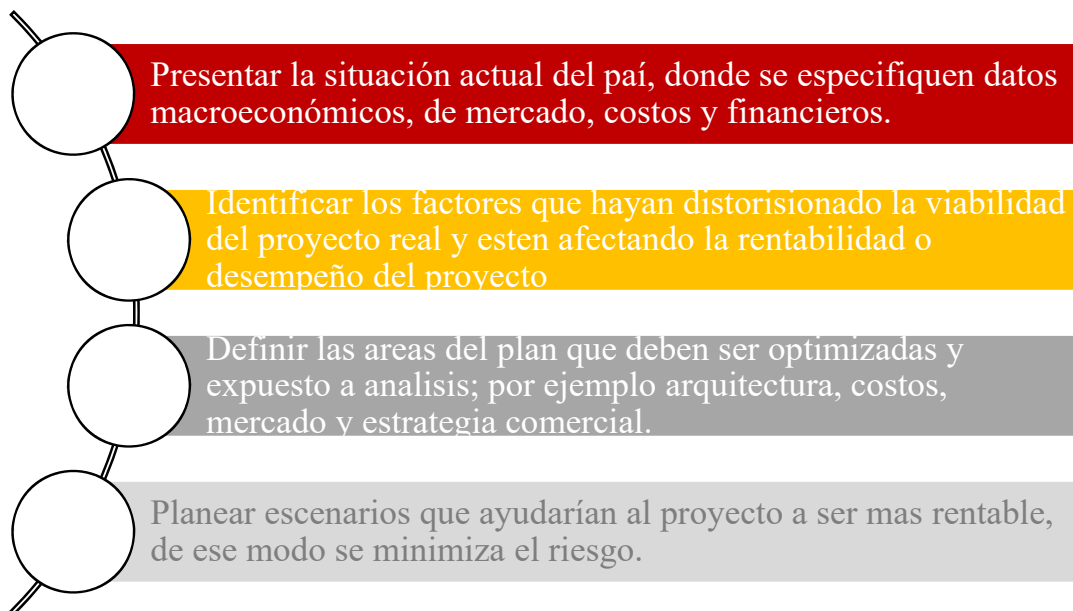 Presentar la situación actual del paí, donde se especifiquen datos
macroeconómicos, de mercado, costos y financieros.
Identificar los factores que hayan distorisionado la viabilidad
del proyecto real y esten afectando la rentabilidad o
desempeño del proyecto
Definir las areas del plan que deben ser optimizadas y
expuesto a analisis; por ejemplo arquitectura, costos,
mercado y estrategia comercial.
Planear escenarios que ayudarían al proyecto a ser mas rentable,
de ese modo se minimiza el riesgo.